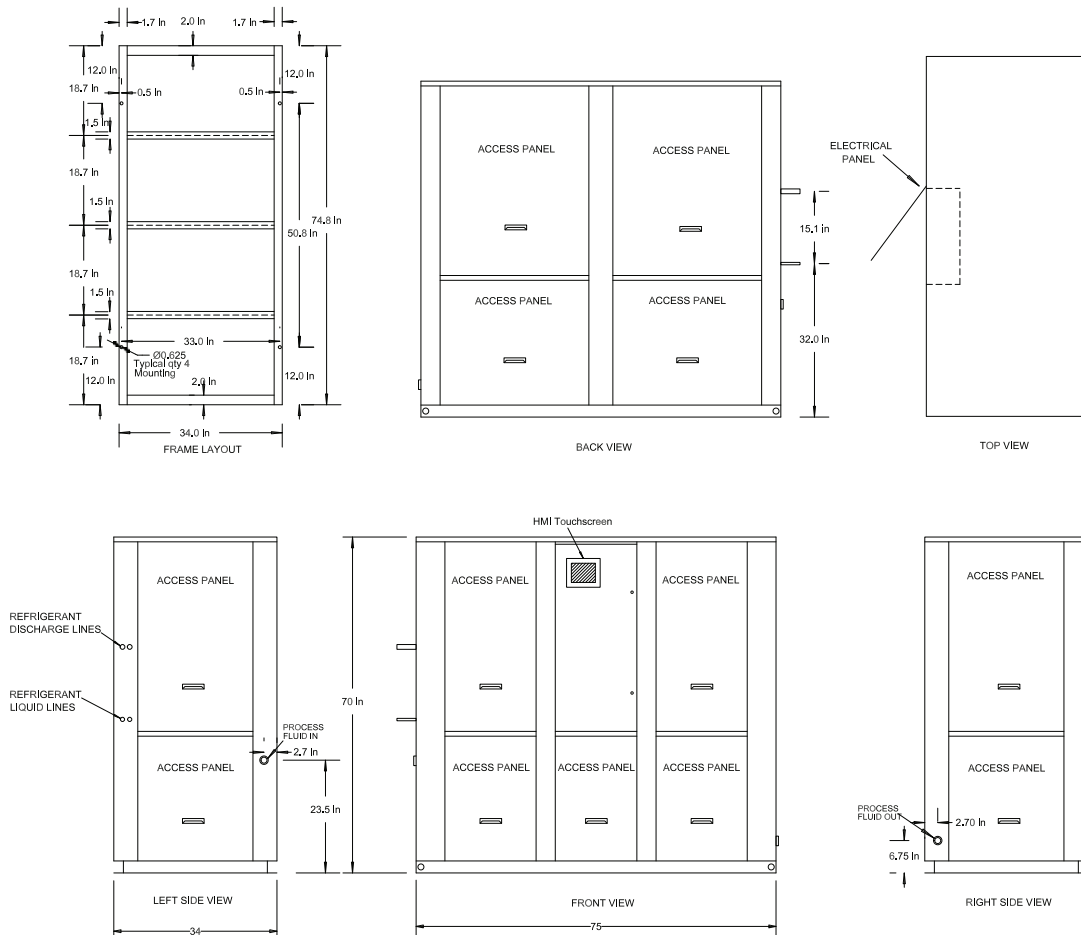 1.7 In
2.0 In
1.7 In
12.0 In
12.0 In
18.7 In
0.5 In
0.5 In
1.5 In
18.7 In
1.5 In
74.8 In
50.8 In
18.7 In
1.5 In
33.0 In
Ø0.625
Typical qty 4
Mounting
18.7 in
12.0 In
2.0 In
12.0 In
34.0 In
FRAME LAYOUT
ACCESS PANEL
ACCESS PANEL
ACCESS PANEL
ACCESS PANEL
15.1 in
32.0 in
BACK VIEW
ELECTRICAL
PANEL
TOP VIEW
REFRIGERANT
DISCHARGE LINES
REFRIGERANT
LIQUID LINES
ACCESS PANEL
ACCESS PANEL
PROCESS
FLUID IN
2.7 In
23.5 In
LEFT SIDE VIEW
34
HMI Touchscreen
70 In
ACCESS PANEL
ACCESS PANEL
ACCESS PANEL
ACCESS PANEL
ACCESS PANEL
FRONT VIEW
75
ACCESS PANEL
ACCESS PANEL
PROCESS
FLUID OUT
2.70 In
6.75 In
RIGHT SIDE VIEW